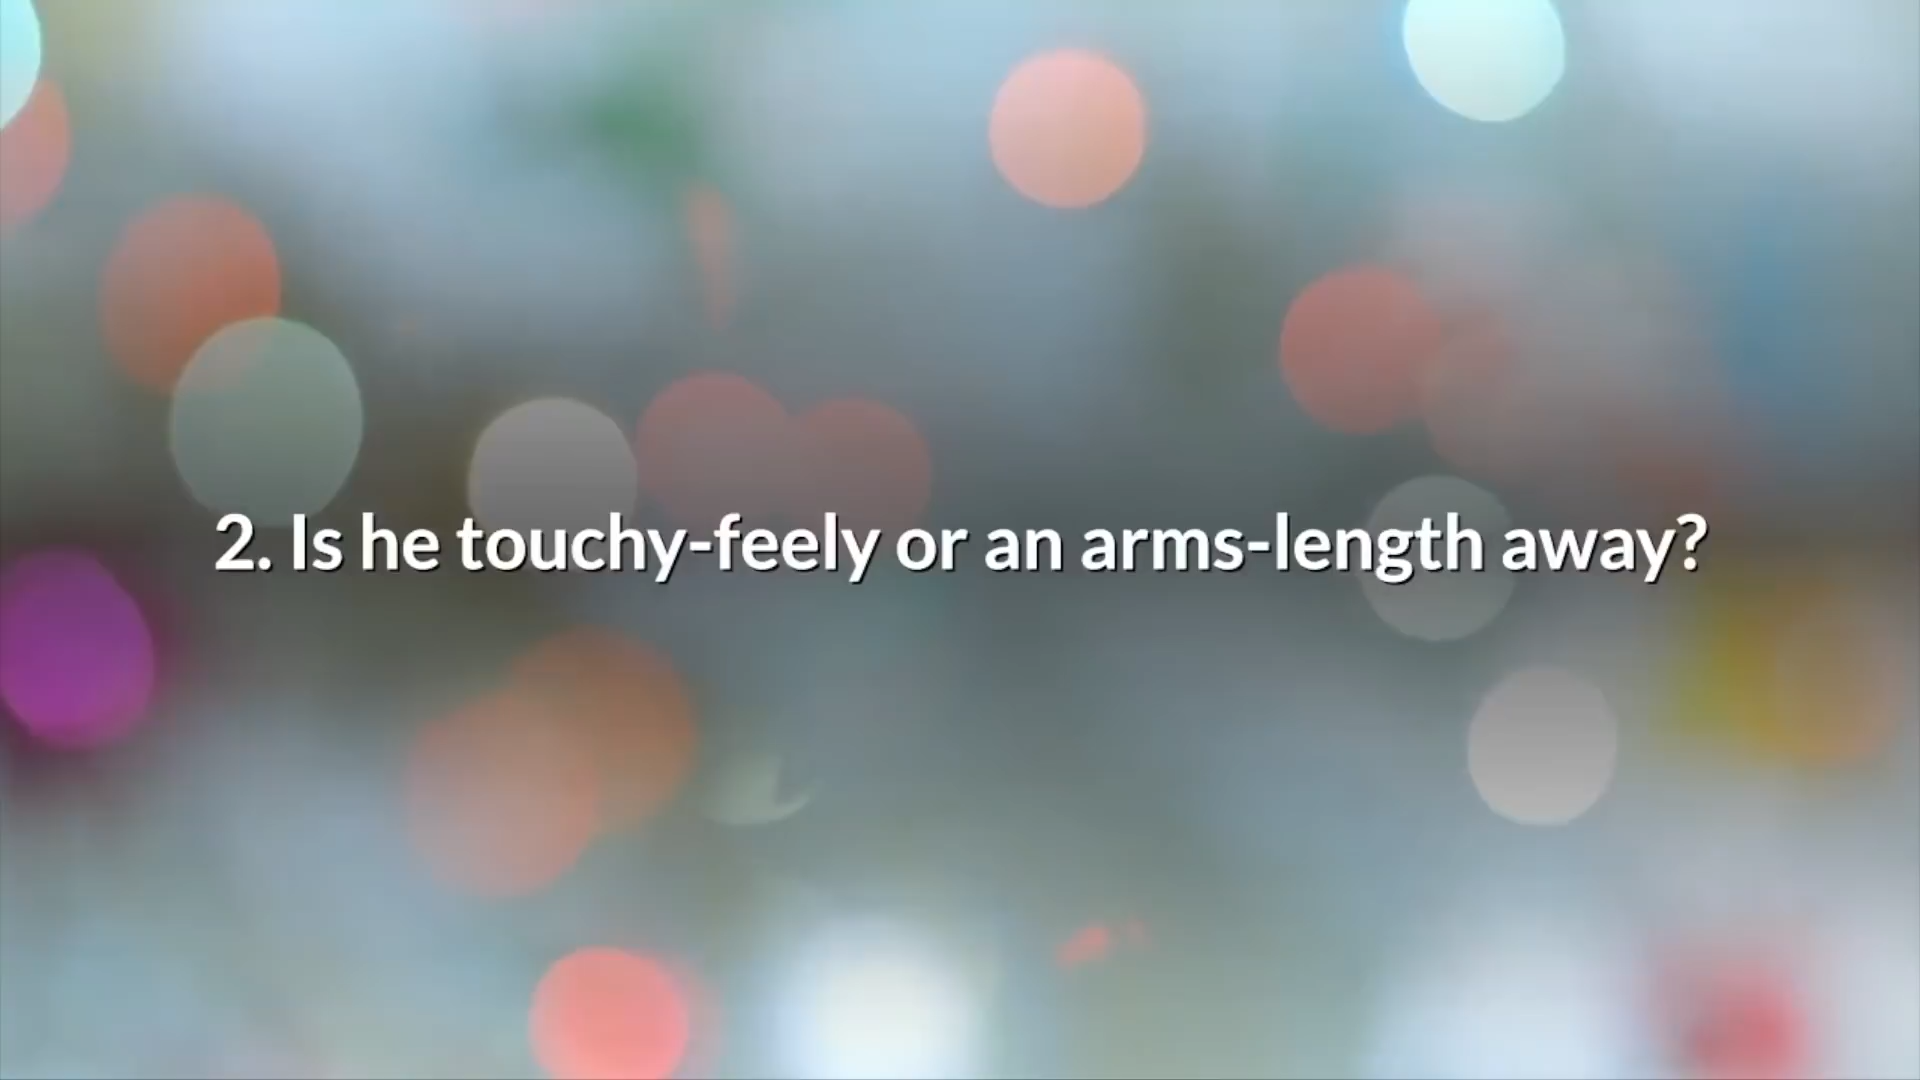 2. Is he touchy-feely or an arms-length away?